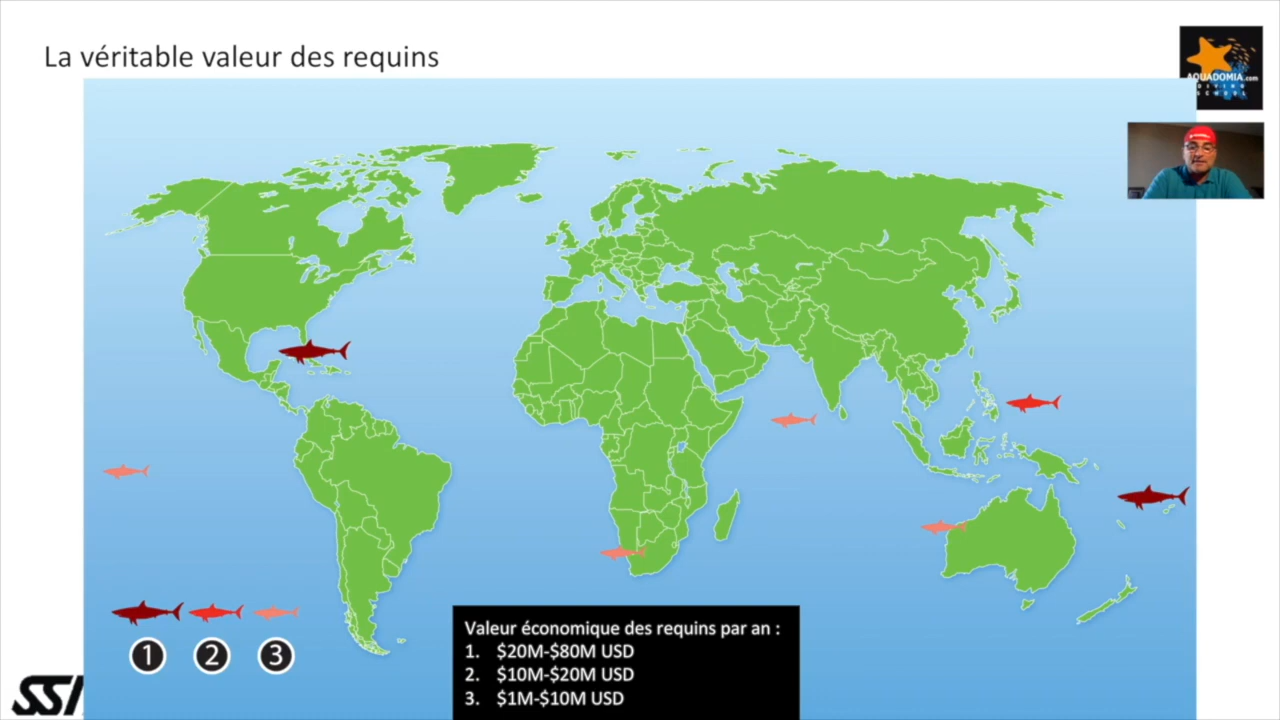 La véritable valeur des requins
AQUADOMIA.com
DIVING
SCHOOL
1 2 3
Valeur économique des requins par an :
1. $20M-$80M USD
2. $10M-$20M USD
3. $1M-$10M USD
SSI